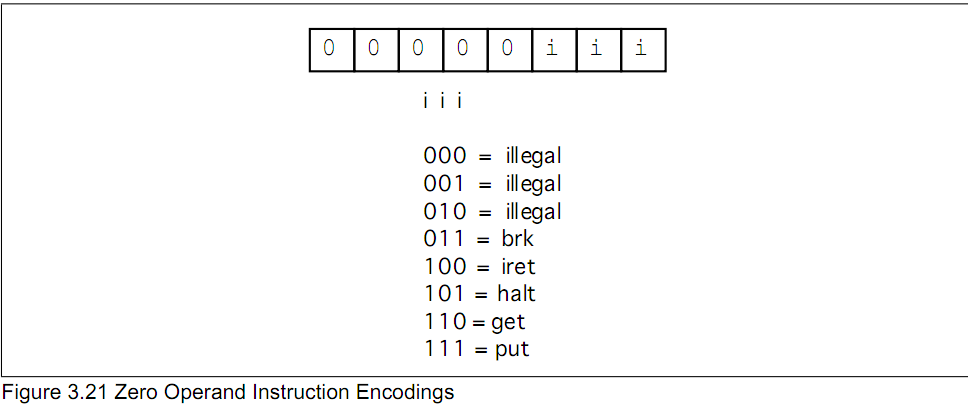 0 0 0 0 0 i i i
i i i
000 = illegal
001 = illegal
010 = illegal
011 = brk
100 = iret
101 = halt
110 = get
111 = put
Figure 3.21 Zero Operand Instruction Encodings